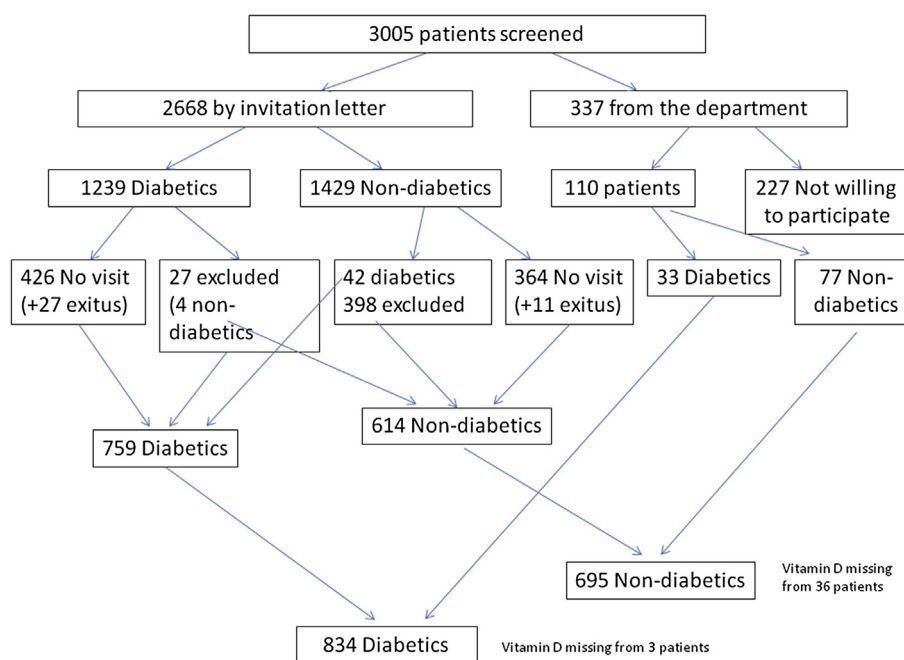 3005 patients screened
2668 by invitation letter
337 from the department
1239 Diabetics
1429 Non-diabetics
110 patients
227 Not willing
to participate
426 No visit
(+27 exitus)
27 excluded
(4 non-
diabetics
42 diabetics
398 excluded
364 No visit
(+11 exitus)
33 Diabetics
77 Non-
diabetics
759 Diabetics
614 Non-diabetics
695 Non-diabetics
Vitamin D missing
from 36 patients
834 Diabetics
Vitamin D missing from 3 patients